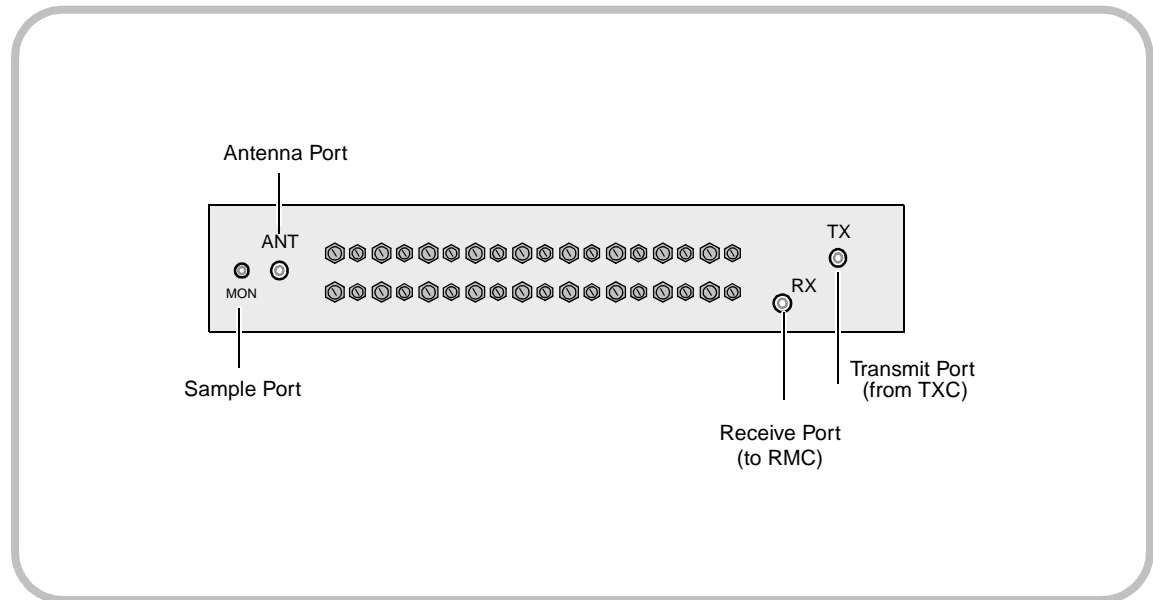 Antenna Port
ANT
TX
MON
RX
Sample Port
Transmit Port
(from TXC)
Receive Port
(to RMC)